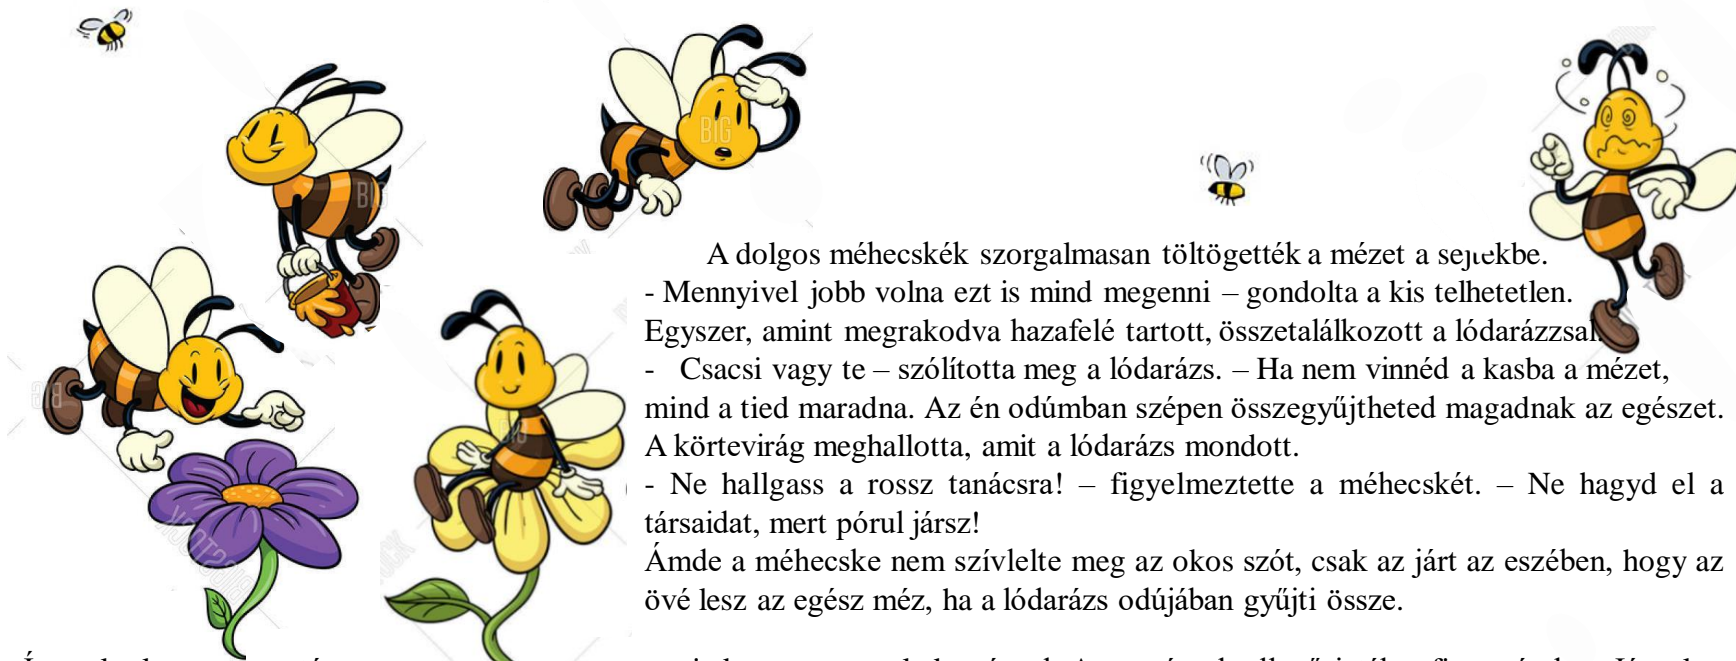 A dolgos méhecskék szorgalmasan töltögették a mézet a sejtekbe.
- Mennyivel jobb volna ezt is mind megenni – gondolta a kis telhetetlen.
Egyszer, amint megrakodva hazafelé tartott, összetalálkozott a lódarázzsal
- Csacsi vagy te – szólította meg a lódarázs. – Ha nem vinnéd a kasba a mézet,
mind a tied maradna. Az én odúmban szépen összegyűjtheted magadnak az egészet.
A körtevirág meghallotta, amit a lódarázs mondott.
- Ne hallgass a rossz tanácsra! – figyelmeztette a méhecskét. – Ne hagyd el a
társaidat, mert pórul jársz!
Ámde a méhecske nem szívlelte meg az okos szót, csak az járt az eszében, hogy az
övé lesz az egész méz, ha a lódarázs odújában gyűjti össze.